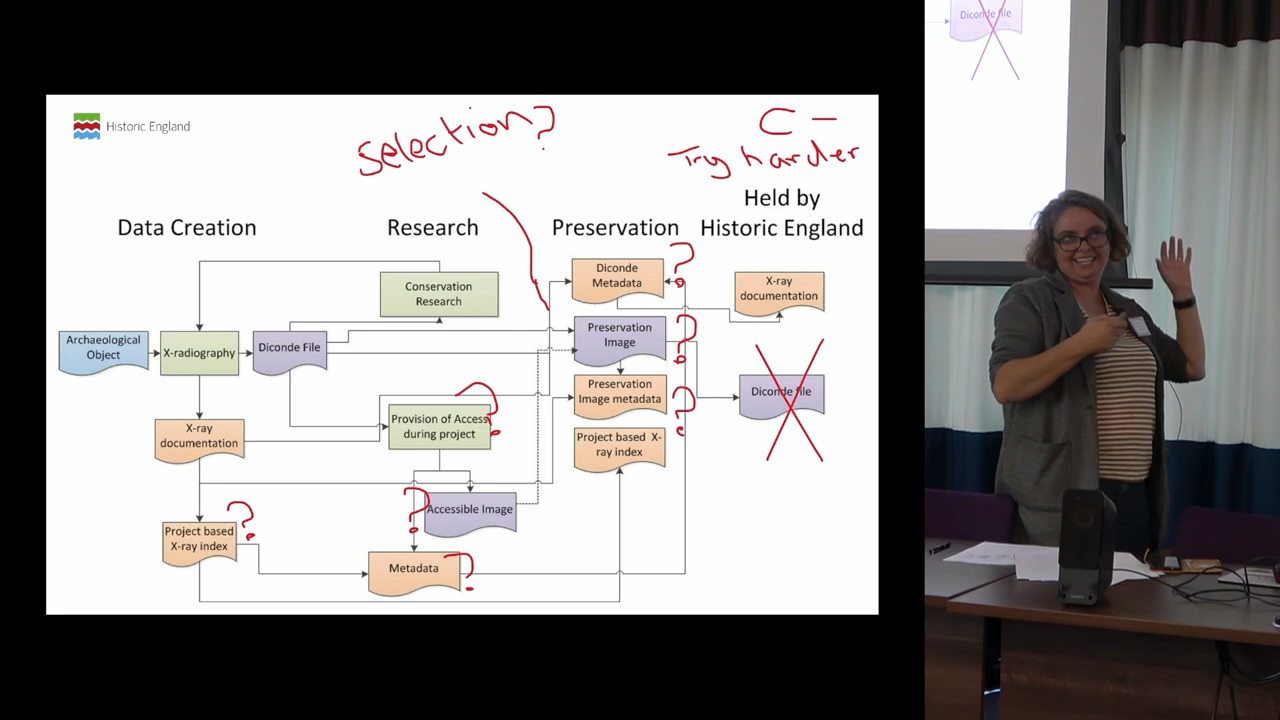 Historic England
selection?
C -
Try harder
Data Creation
Research
Preservation
Held by
Historic England
Archaeological
Object
X-radiography
Diconde File
Conservation
Research
Diconde
Metadata
?
X-ray
documentation
Preservation
Image
?
Preservation
Image metadata
?
Diconde file
X-ray
documentation
Provision of Access
during project
?
Project based X-
ray index
Project based
X-ray index
?
?
Accessible Image
Metadata
?
Diconde file